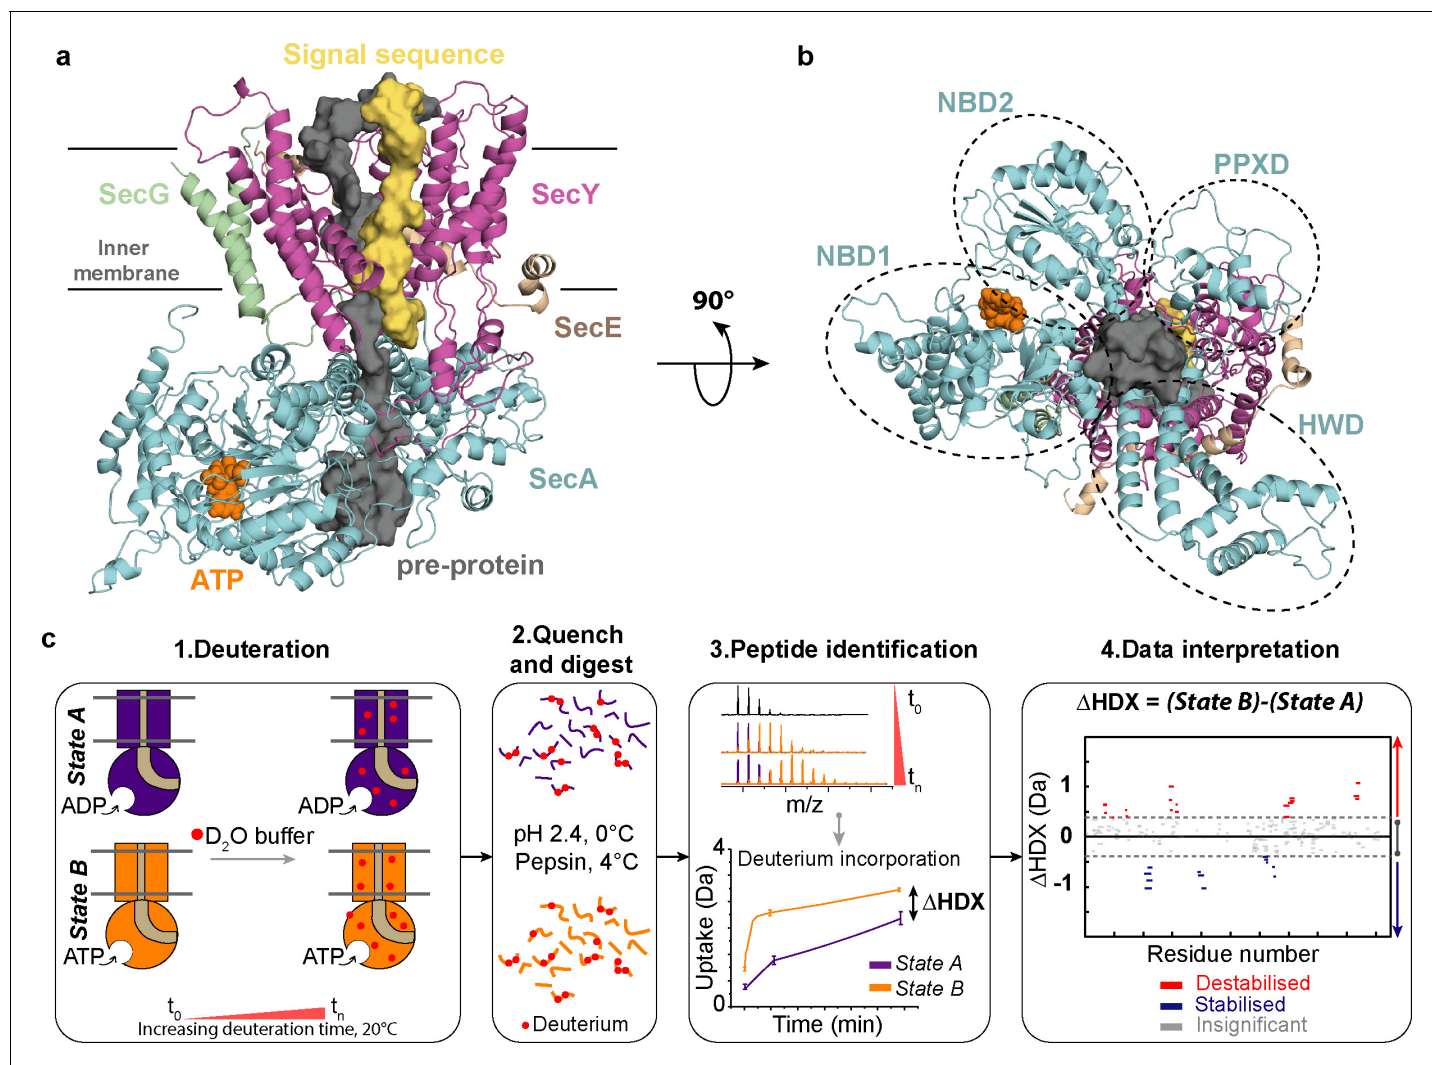 a
Signal sequence
SecG
SecY
Inner
membrane
SecE
SecA
ATP
pre-protein
90°
b
NBD2
PPXD
NBD1
HWD
c
1.Deuteration
State A
ADP
ADP
D₂O buffer
State B
ATP
ATP
t₀
tₙ
Increasing deuteration time, 20°C
2.Quench
and digest
pH 2.4, 0°C
Pepsin, 4°C
Deuterium
3.Peptide identification
t₀
tₙ
m/z
Deuterium incorporation
4
Uptake (Da)
0
ΔHDX
State A
State B
Time (min)
4.Data interpretation
ΔHDX = (State B)-(State A)
ΔHDX (Da)
1
0
-1
Residue number
Destabilised
Stabilised
Insignificant